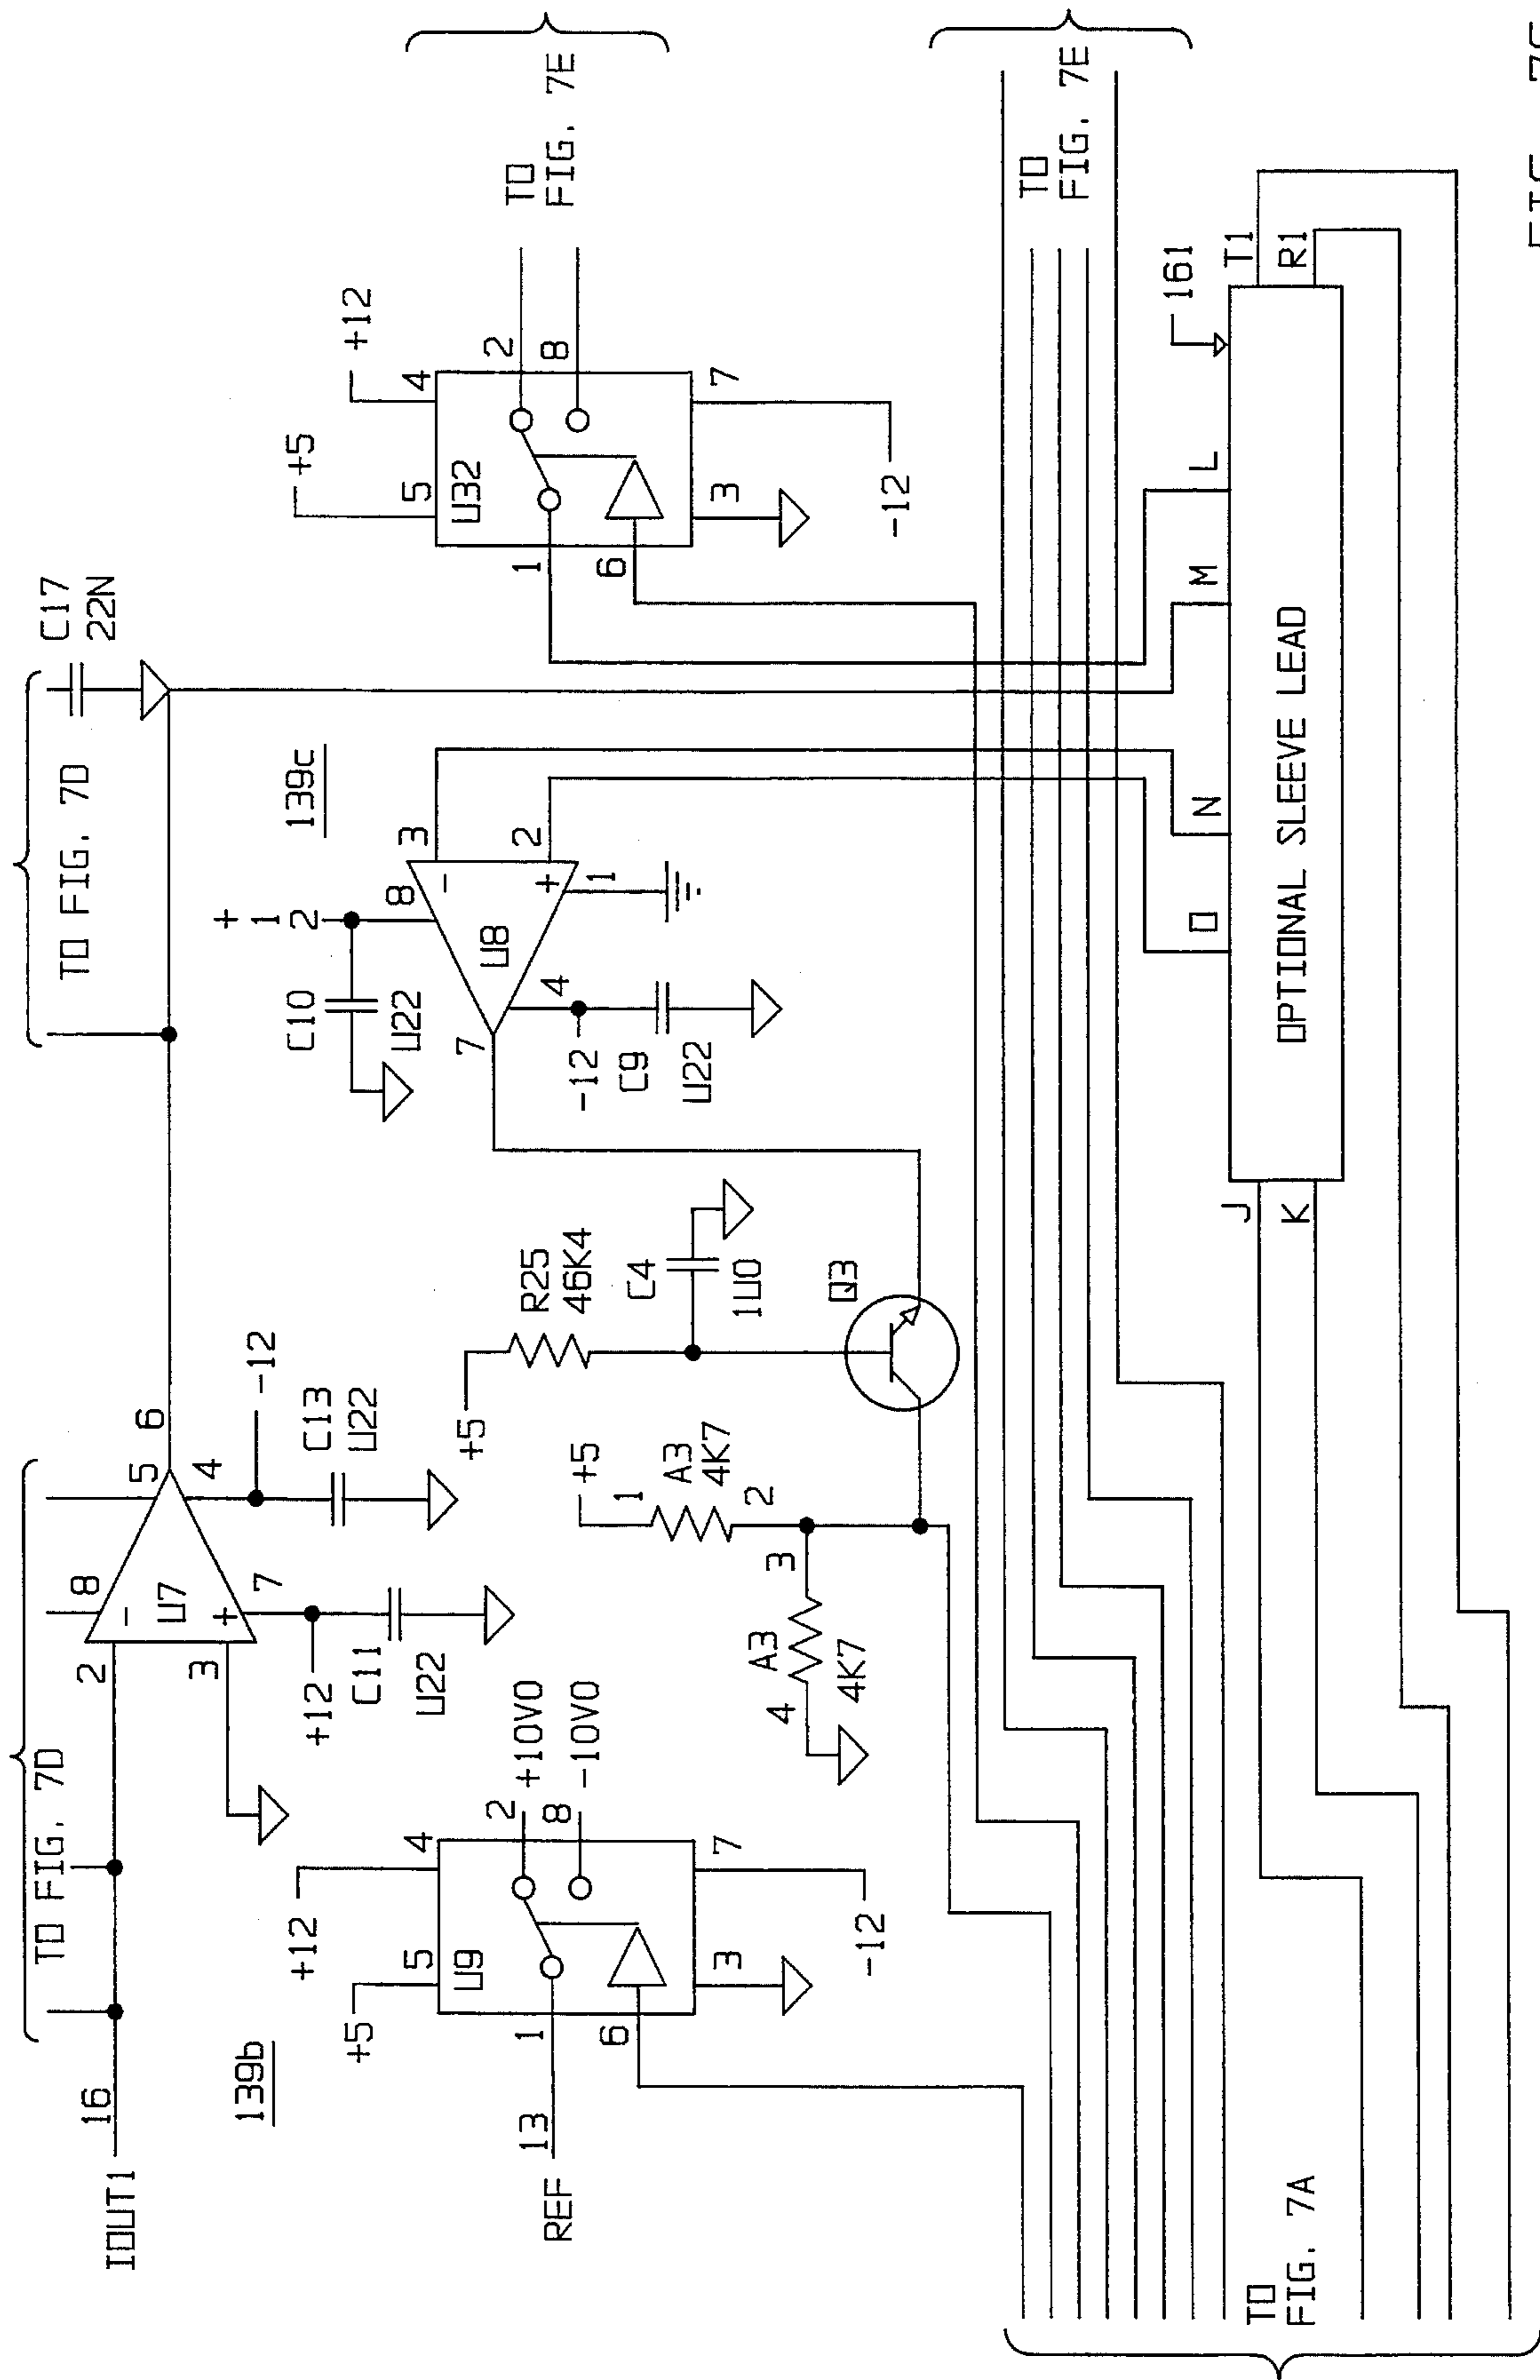 TO FIG. 7D
TO FIG. 7D
C17
22N
IOUT1
16
2
8
-
U7
+
3
7
5
4
6
-12
C13
U22
+12
C11
U22
139b
139c
+5
+12
5
4
U9
1
6
REF 13
2
+10V0
8
-10V0
3
7
-12
+5
1
A3
4K7
2
3
A3
4
4K7
+5
R25
46K4
C4
1U0
Q3
C10
U22
+
1
2
8
-
3
U8
+
2
1
7
4
-12
C9
U22
+5
+12
5
4
U32
1
6
2
8
3
7
-12
TO
FIG. 7E
TO
FIG. 7E
TO
FIG. 7A
J
K
O
N
M
L
161
T1
R1
OPTIONAL SLEEVE LEAD